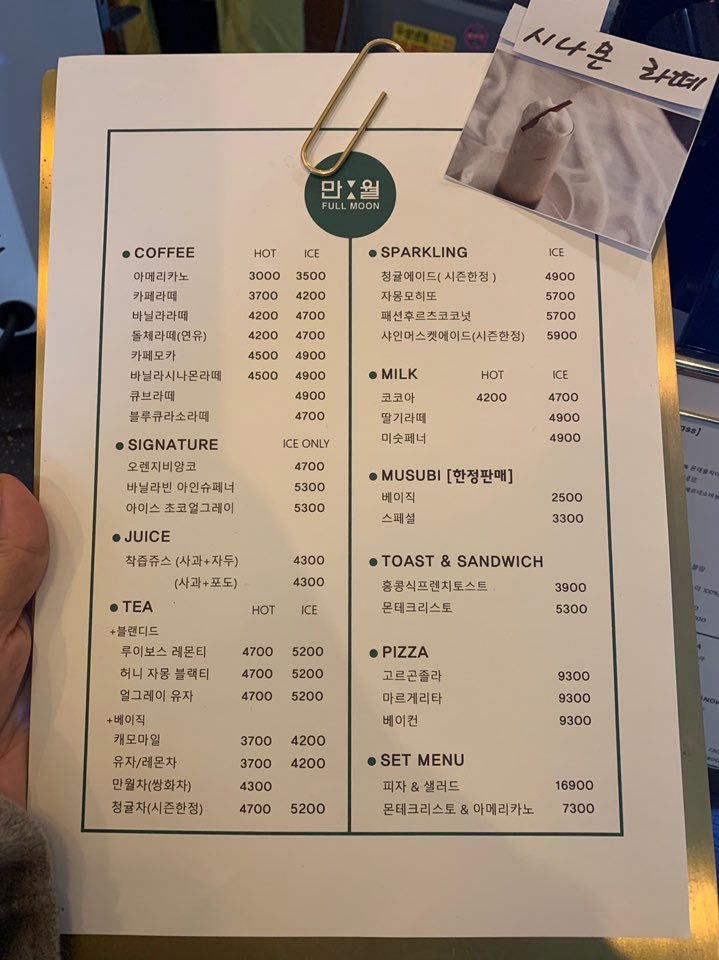 시나몬 라떼
만월
FULL MOON
COFFEE HOT ICE
아메리카노 3000 3500
카페라떼 3700 4200
바닐라라떼 4200 4700
돌체라떼(연유) 4200 4700
카페모카 4500 4900
바닐라시나몬라떼 4500 4900
큐브라떼 4900
블루큐라소라떼 4700
SIGNATURE ICE ONLY
오렌지비앙코 4700
바닐라빈 아인슈페너 5300
아이스 초코얼그레이 5300
JUICE
착즙쥬스 (사과+자두) 4300
(사과+포도) 4300
TEA HOT ICE
+블랜디드
루이보스 레몬티 4700 5200
허니 자몽 블랙티 4700 5200
얼그레이 유자 4700 5200
+베이직
캐모마일 3700 4200
유자/레몬차 3700 4200
만월차(쌍화차) 4300
청귤차(시즌한정) 4700 5200
SPARKLING ICE
청귤에이드( 시즌한정 ) 4900
자몽모히또 5700
패션후르츠코코넛 5700
샤인머스켓에이드(시즌한정) 5900
MILK HOT ICE
코코아 4200 4700
딸기라떼 4900
미숫페너 4900
MUSUBI [한정판매]
베이직 2500
스페셜 3300
TOAST & SANDWICH
홍콩식프렌치토스트 3900
몬테크리스토 5300
PIZZA
고르곤졸라 9300
마르게리타 9300
베이컨 9300
SET MENU
피자 & 샐러드 16900
몬테크리스토 & 아메리카노 7300